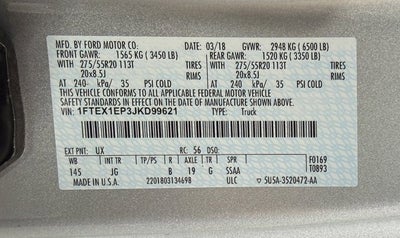 MFD. BY FORD MOTOR CO. 03/18 GVWR: 2948 KG (6500 LB)
FRONT GAWR: 1565 KG (3450 LB) REAR GAWR: 1520 KG (3350 LB)
WITH 275/55R20 113T TIRES WITH 275/55R20 113T TIRES
20x8.5J RIMS 20x8.5J RIMS
AT 240 kPa/ 35 PSI COLD AT 240 kPa/ 35 PSI COLD
THIS VEHICLE CONFORMS TO ALL APPLICABLE FEDERAL MOTOR VEHICLE
SAFETY AND THEFT PREVENTION STANDARDS IN EFFECT ON THE DATE OF MANUFACTURE SHOWN ABOVE.
VIN: 1FTEX1EP3JKD99621 TYPE: Truck
EXT PNT: UX RC: 56 DSO: F0169
WB INT TR TP/PS R AXLE TR SPR T0893
145 JG B 19 G SSAA
MADE IN U.S.A. 2201803134698 ULC 5U5A-3520472-AA